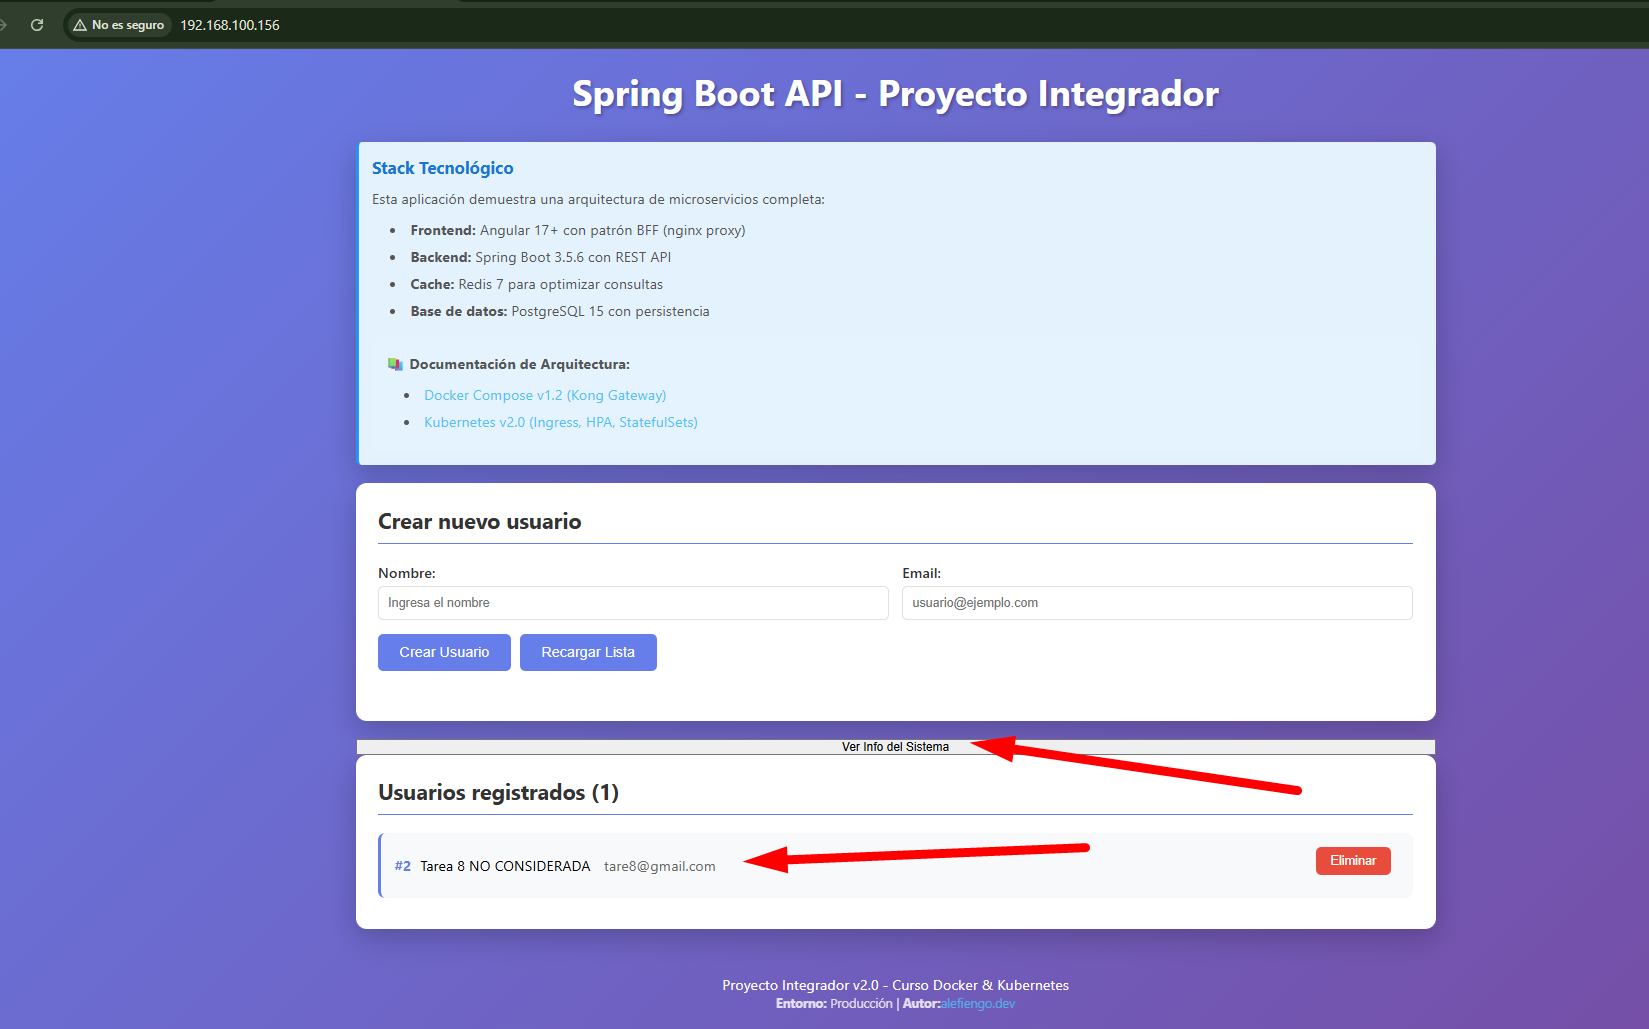 No es seguro 192.168.100.156
Spring Boot API - Proyecto Integrador
Stack Tecnológico
Esta aplicación demuestra una arquitectura de microservicios completa:
Frontend: Angular 17+ con patrón BFF (nginx proxy)
Backend: Spring Boot 3.5.6 con REST API
Cache: Redis 7 para optimizar consultas
Base de datos: PostgreSQL 15 con persistencia
Documentación de Arquitectura:
Docker Compose v1.2 (Kong Gateway)
Kubernetes v2.0 (Ingress, HPA, StatefulSets)
Crear nuevo usuario
Nombre: Email:
Ingresa el nombre usuario@ejemplo.com
Crear Usuario Recargar Lista
Ver Info del Sistema
Usuarios registrados (1)
#2 Tarea 8 NO CONSIDERADA tare8@gmail.com Eliminar
Proyecto Integrador v2.0 - Curso Docker & Kubernetes
Entorno: Producción | Autor:alefiengo.dev